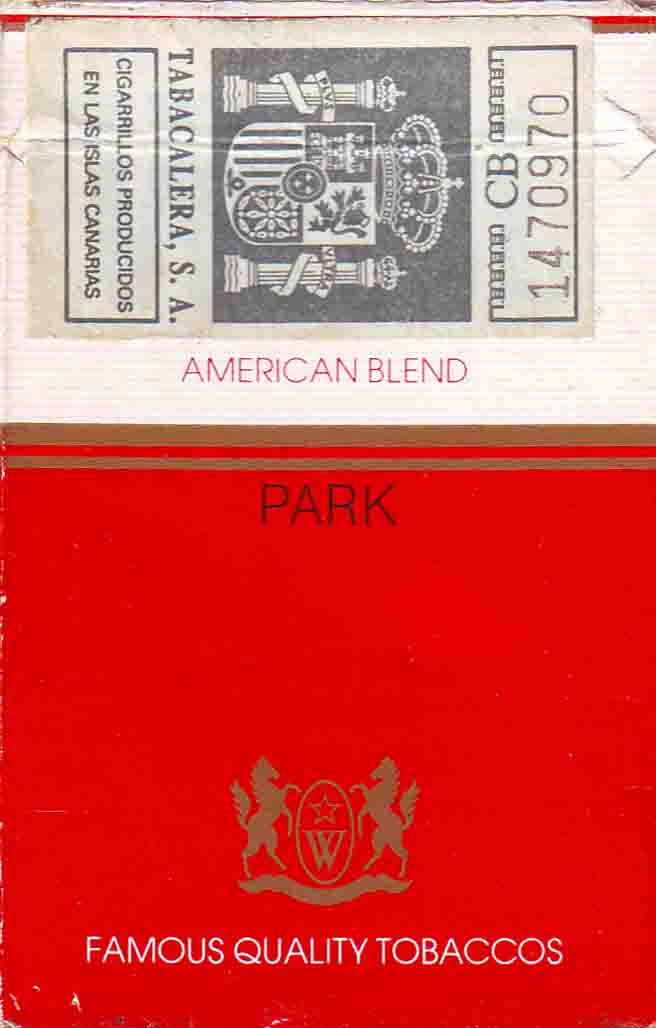 1470970
CB
PLVS
VLTRA
TABACALERA, S. A.
CIGARRILLOS PRODUCIDOS
EN LAS ISLAS CANARIAS
AMERICAN BLEND
PARK
W
FAMOUS QUALITY TOBACCOS